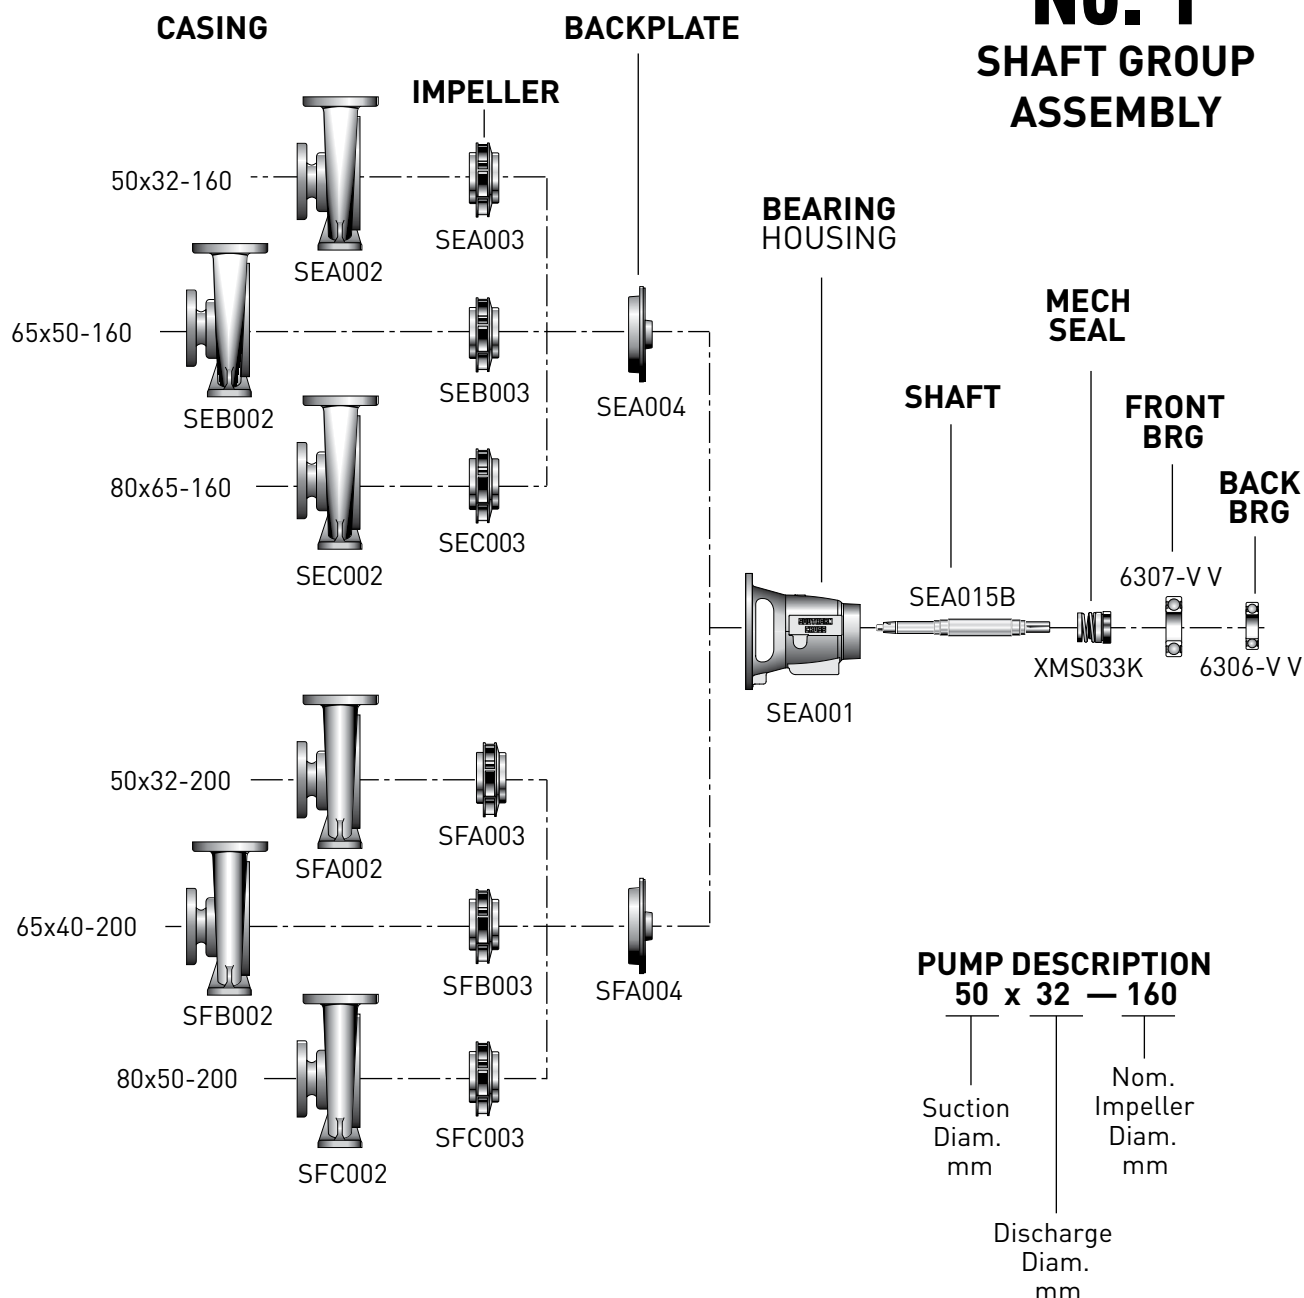 CASING
BACKPLATE
No. 1
SHAFT GROUP
ASSEMBLY
IMPELLER
50x32-160
SEA003
SEA002
BEARING
HOUSING
65x50-160
SEB003
SEB002
SEA004
MECH
SEAL
SHAFT
FRONT
BRG
BACK
BRG
80x65-160
SEC003
SEC002
6307-V V
SEA015B
SOUTHERN
CROSS
XMS033K
6306-V V
SEA001
50x32-200
SFA003
SFA002
65x40-200
SFB003
SFB002
SFA004
80x50-200
SFC003
SFC002
PUMP DESCRIPTION
50 x 32 — 160
Suction
Diam.
mm
Nom.
Impeller
Diam.
mm
Discharge
Diam.
mm